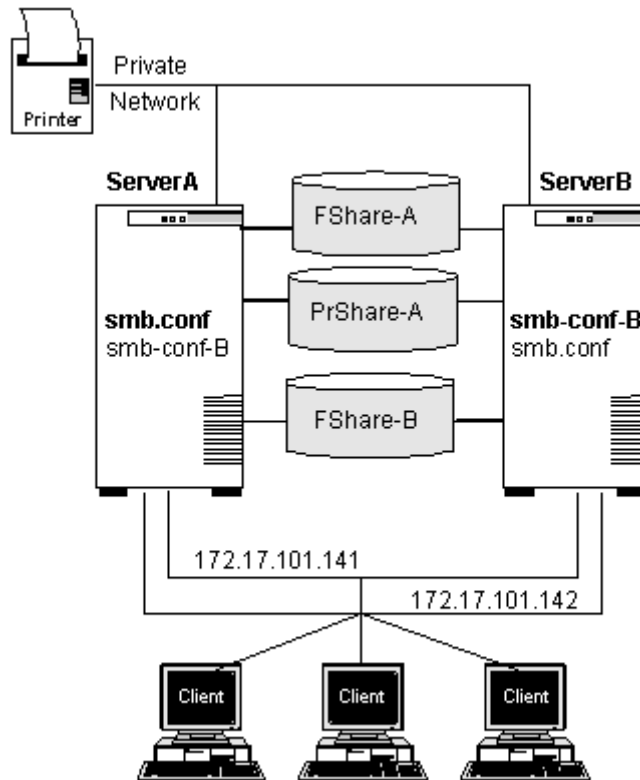 Private
Network
Printer
ServerA
ServerB
FShare-A
PrShare-A
FShare-B
smb.conf
smb-conf-B
smb-conf-B
smb.conf
172.17.101.141
172.17.101.142
Client
Client
Client